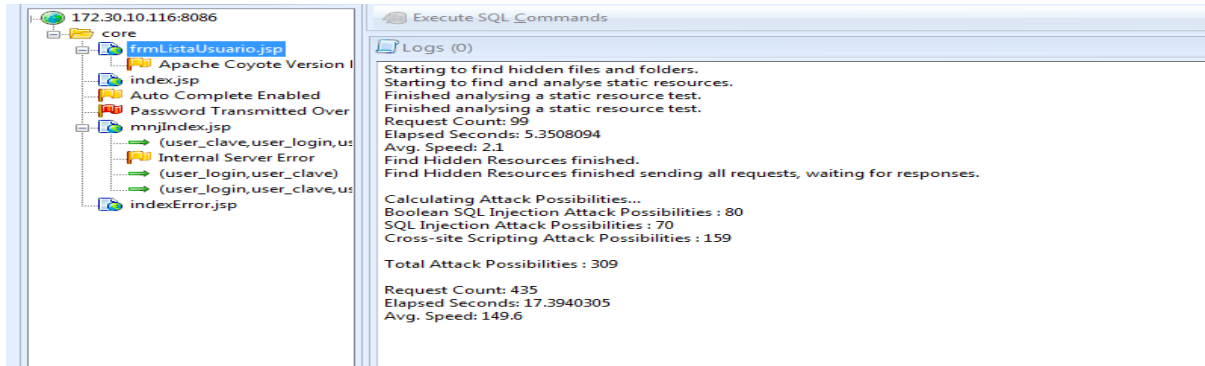 172.30.10.116:8086
core
frmListaUsuario.jsp
Apache Coyote Version
index.jsp
Auto Complete Enabled
Password Transmitted Over
mnjIndex.jsp
(user_clave,user_login,us
Internal Server Error
(user_login,user_clave)
(user_login,user_clave,us
indexError.jsp
Execute SQL Commands
Logs (0)
Starting to find hidden files and folders.
Starting to find and analyse static resources.
Finished analysing a static resource test.
Finished analysing a static resource test.
Request Count: 99
Elapsed Seconds: 5.3508094
Avg. Speed: 2.1
Find Hidden Resources finished.
Find Hidden Resources finished sending all requests, waiting for responses.
Calculating Attack Possibilities...
Boolean SQL Injection Attack Possibilities : 80
SQL Injection Attack Possibilities : 70
Cross-site Scripting Attack Possibilities : 159
Total Attack Possibilities : 309
Request Count: 435
Elapsed Seconds: 17.3940305
Avg. Speed: 149.6